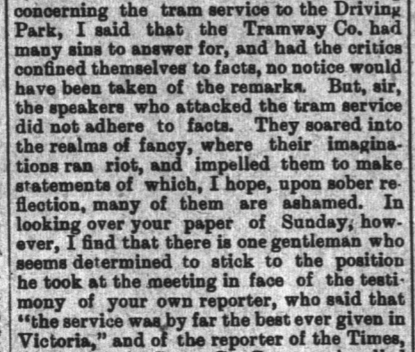 concerning the tram service to the Driving
Park, I said that the Tramway Co. had
many sins to answer for, and had the critics
confined themselves to facts, no notice would
have been taken of the remarks. But, sir,
the speakers who attacked the tram service
did not adhere to facts. They soared into
the realms of fancy, where their imagina-
tions ran riot, and impelled them to make
statements of which, I hope, upon sober re-
flection, many of them are ashamed. In
looking over your paper of Sunday, how-
ever, I find that there is one gentleman who
seems determined to stick to the position
he took at the meeting in face of the testi-
mony of your own reporter, who said that
"the service was by far the best ever given in
Victoria," and of the reporter of the Times,